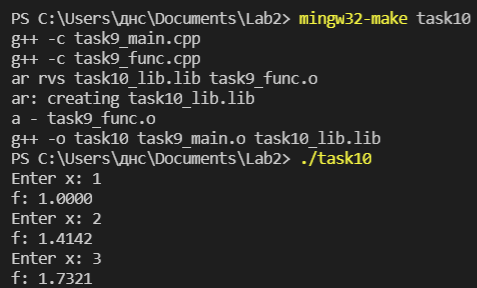 PS C:\Users\днс\Documents\Lab2> mingw32-make task10
g++ -c task9_main.cpp
g++ -c task9_func.cpp
ar rvs task10_lib.lib task9_func.o
ar: creating task10_lib.lib
a - task9_func.o
g++ -o task10 task9_main.o task10_lib.lib
PS C:\Users\днс\Documents\Lab2> ./task10
Enter x: 1
f: 1.0000
Enter x: 2
f: 1.4142
Enter x: 3
f: 1.7321